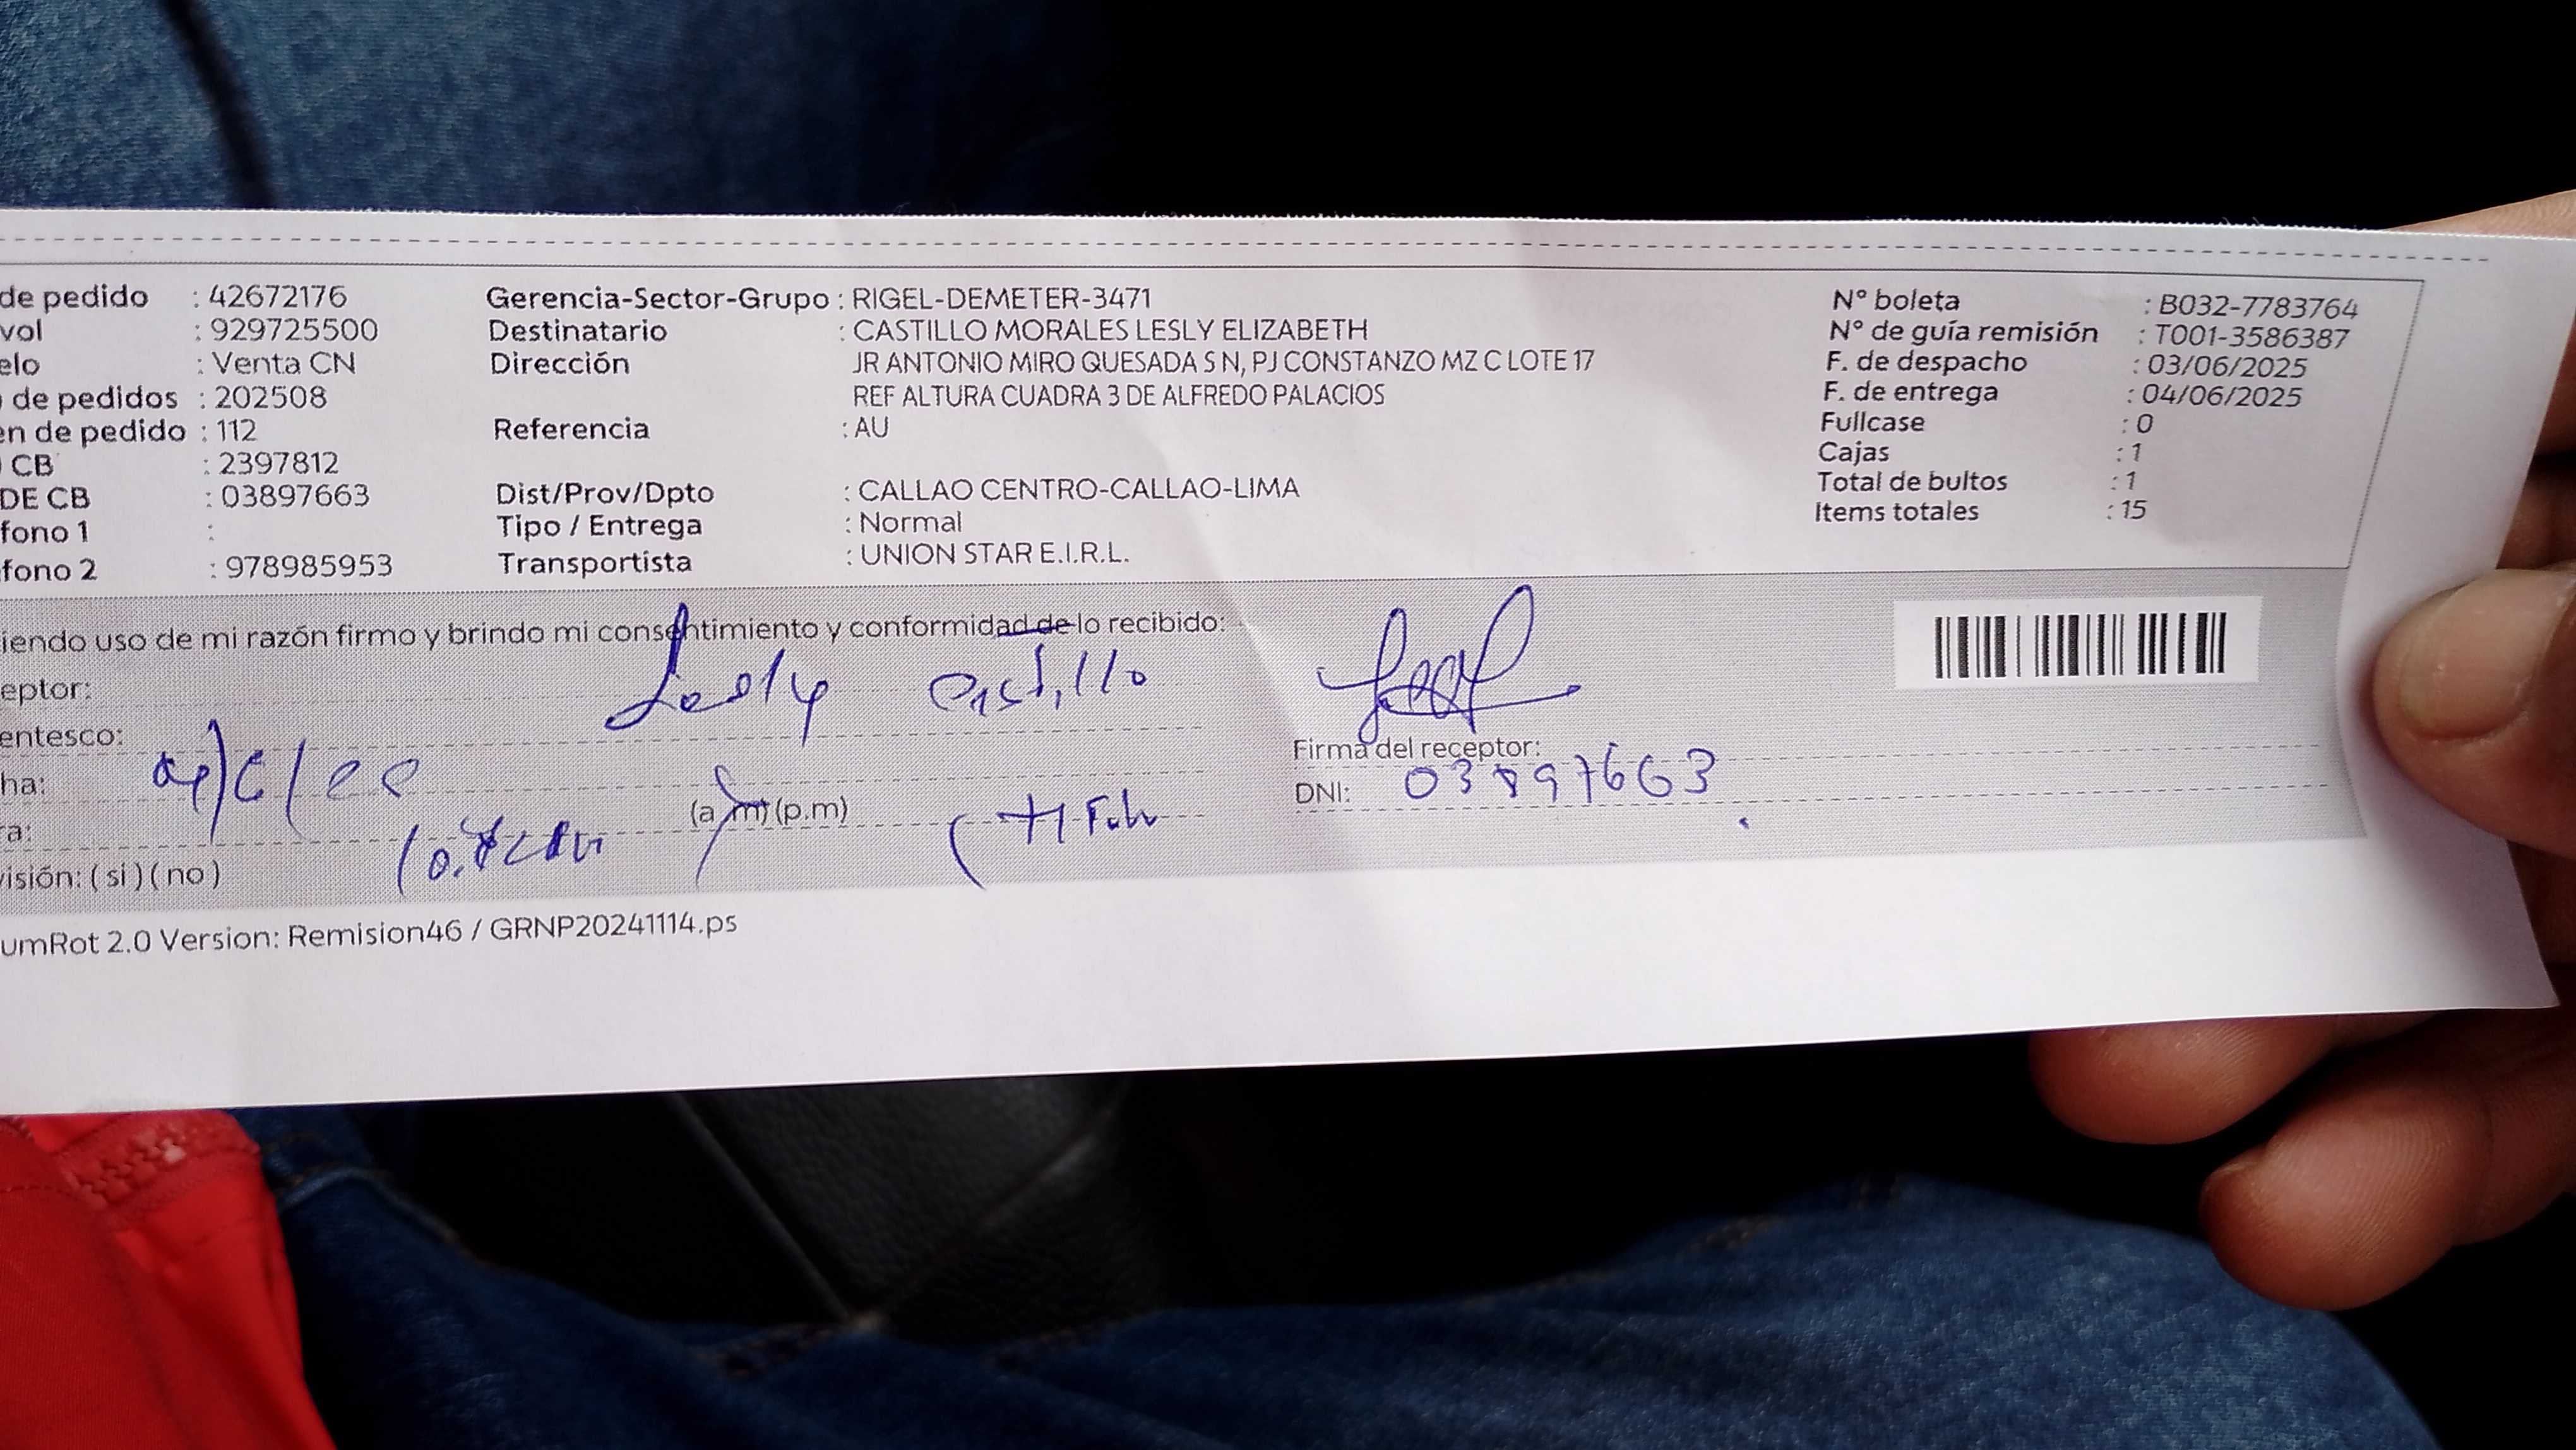 de pedido : 42672176 Gerencia-Sector-Grupo : RIGEL-DEMETER-3471 N° boleta : B032-7783764
vol : 929725500 Destinatario : CASTILLO MORALES LESLY ELIZABETH N° de guía remisión : T001-3586387
elo : Venta CN Dirección JR ANTONIO MIRO QUESADA S N, PJ CONSTANZO MZ C LOTE 17 F. de despacho : 03/06/2025
de pedidos : 202508 REF ALTURA CUADRA 3 DE ALFREDO PALACIOS F. de entrega : 04/06/2025
en de pedido : 112 Referencia : AU Fullcase : 0
CB : 2397812 Cajas : 1
DE CB : 03897663 Dist/Prov/Dpto : CALLAO CENTRO-CALLAO-LIMA Total de bultos : 1
fono 1 : Tipo / Entrega : Normal Items totales : 15
fono 2 : 978985953 Transportista : UNION STAR E.I.R.L.
iendo uso de mi razón firmo y brindo mi consentimiento y conformidad de lo recibido:
eptor: Lesly Castillo
entesco: Firma del receptor:
ha: DNI: 03897663
ra: (a m) (p.m)
visión: ( si ) ( no )
umRot 2.0 Version: Remision46 / GRNP20241114.ps